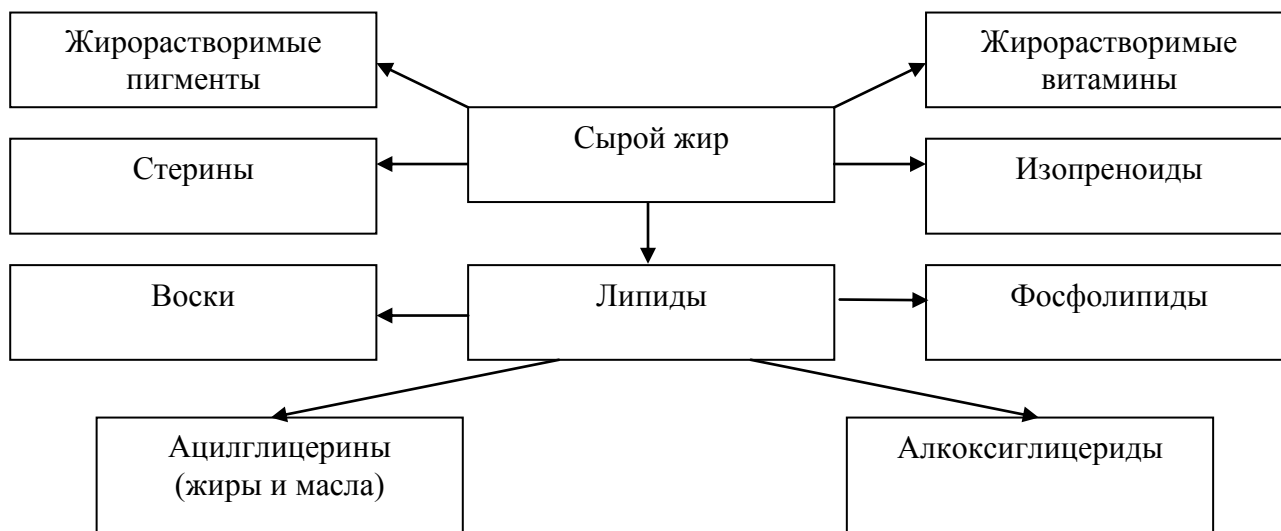 Жирорастворимые
пигменты
Жирорастворимые
витамины
Сырой жир
Стерины
Изопреноиды
Воски
Липиды
Фосфолипиды
Ацилглицерины
(жиры и масла)
Алкоксиглицериды